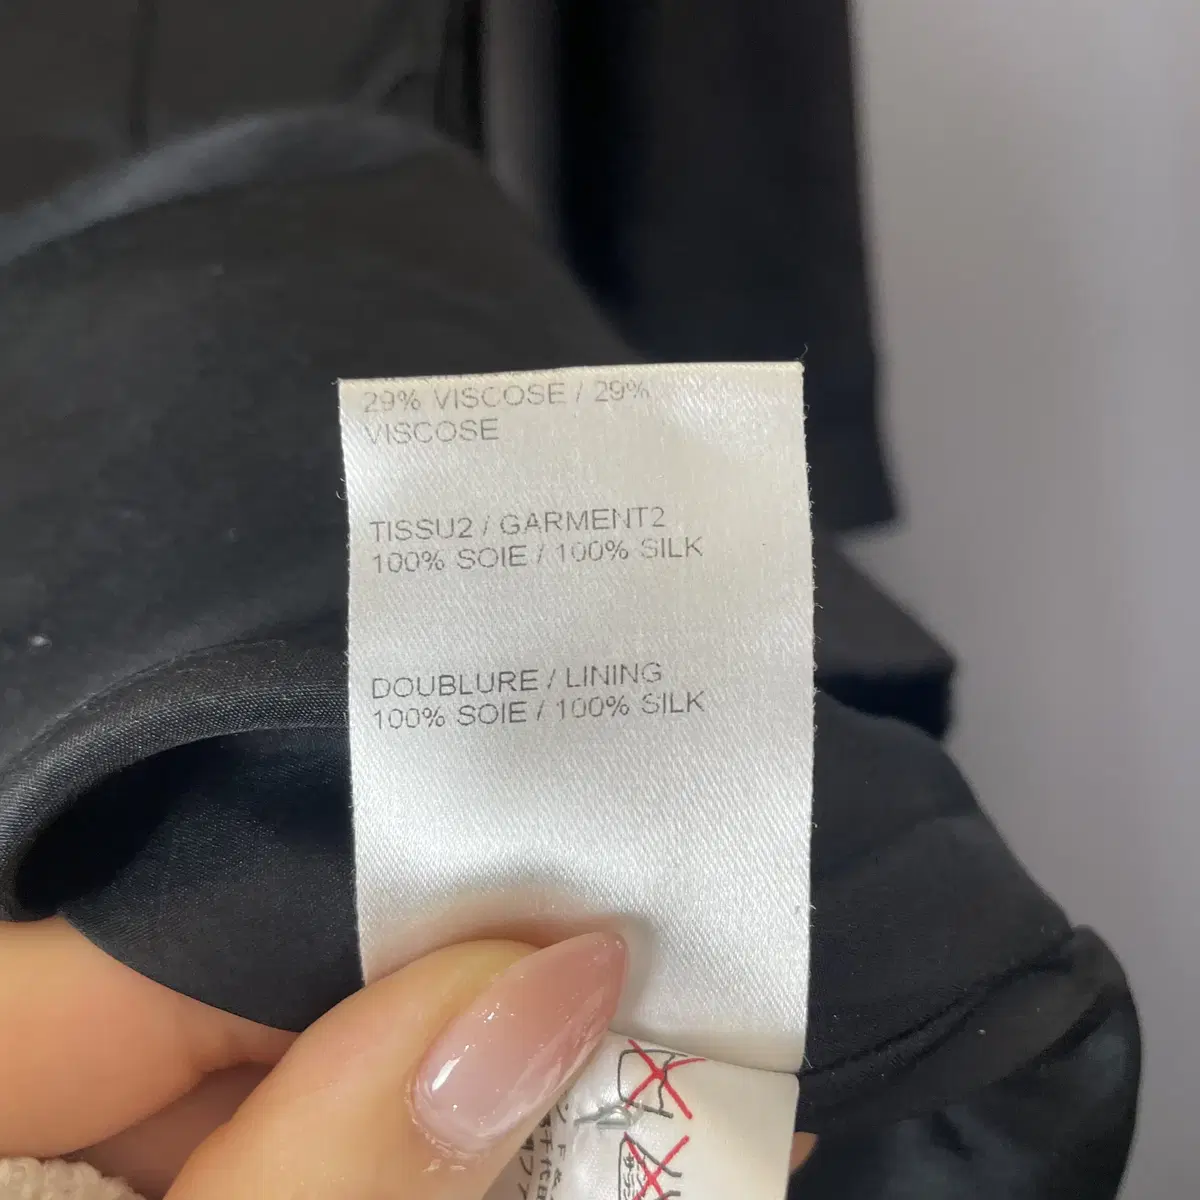 29% VISCOSE / 29%
VISCOSE
TISSU2 / GARMENT2
100% SOIE / 100% SILK
DOUBLURE / LINING
100% SOIE / 100% SILK